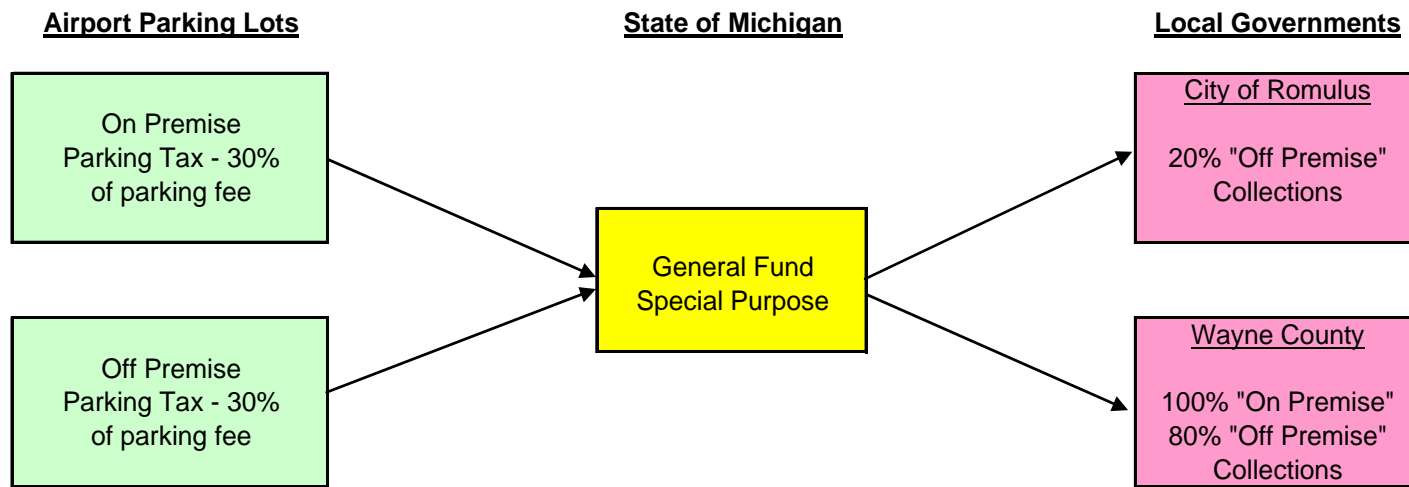 Airport Parking Lots
State of Michigan
Local Governments
On Premise
Parking Tax - 30%
of parking fee
Off Premise
Parking Tax - 30%
of parking fee
General Fund
Special Purpose
City of Romulus
20% "Off Premise"
Collections
Wayne County
100% "On Premise"
80% "Off Premise"
Collections